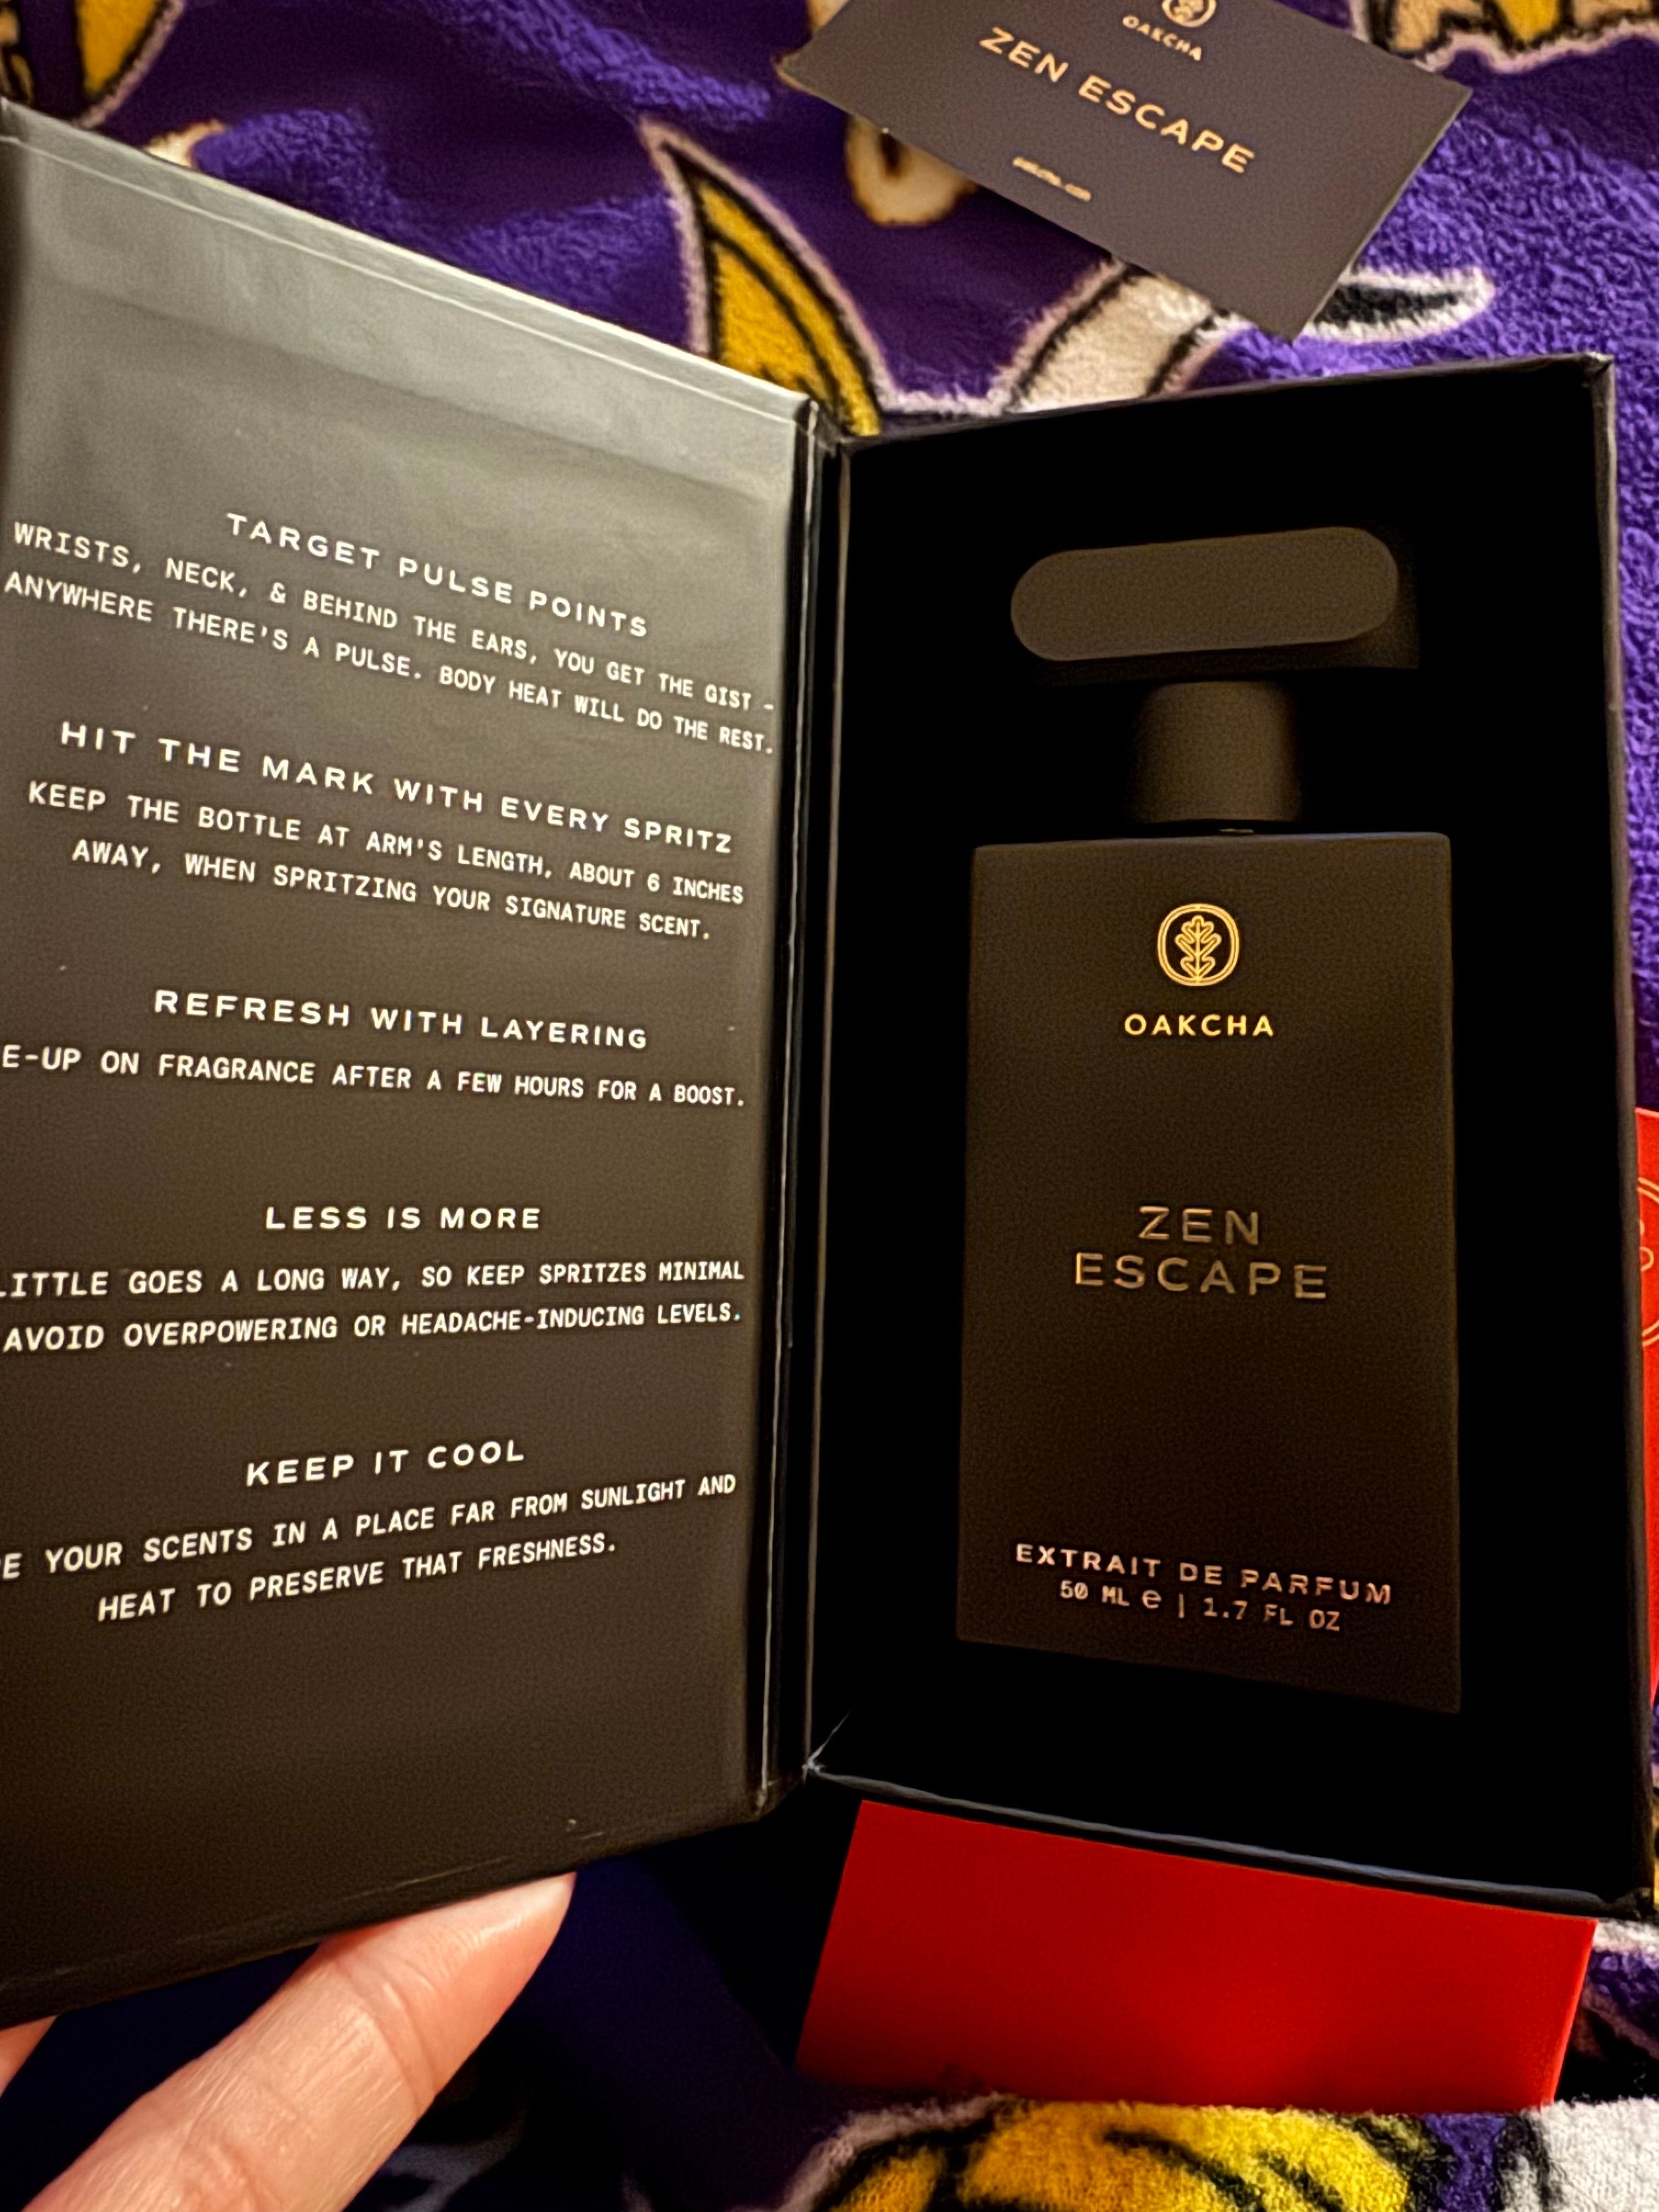 OAKCHA
ZEN ESCAPE
oakcha.com
TARGET PULSE POINTS
WRISTS, NECK, & BEHIND THE EARS, YOU GET THE GIST -
ANYWHERE THERE'S A PULSE. BODY HEAT WILL DO THE REST.
HIT THE MARK WITH EVERY SPRITZ
KEEP THE BOTTLE AT ARM'S LENGTH, ABOUT 6 INCHES
AWAY, WHEN SPRITZING YOUR SIGNATURE SCENT.
REFRESH WITH LAYERING
E-UP ON FRAGRANCE AFTER A FEW HOURS FOR A BOOST.
LESS IS MORE
LITTLE GOES A LONG WAY, SO KEEP SPRITZES MINIMAL
AVOID OVERPOWERING OR HEADACHE-INDUCING LEVELS.
KEEP IT COOL
E YOUR SCENTS IN A PLACE FAR FROM SUNLIGHT AND
HEAT TO PRESERVE THAT FRESHNESS.
OAKCHA
ZEN
ESCAPE
EXTRAIT DE PARFUM
50 ML e | 1.7 FL OZ